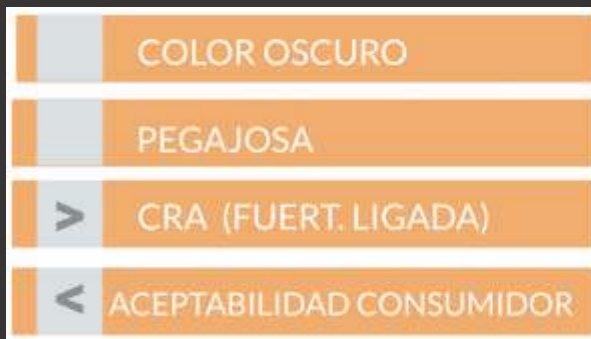 COLOR OSCURO
PEGAJOSA
> CRA (FUERT. LIGADA)
< ACEPTABILIDAD CONSUMIDOR